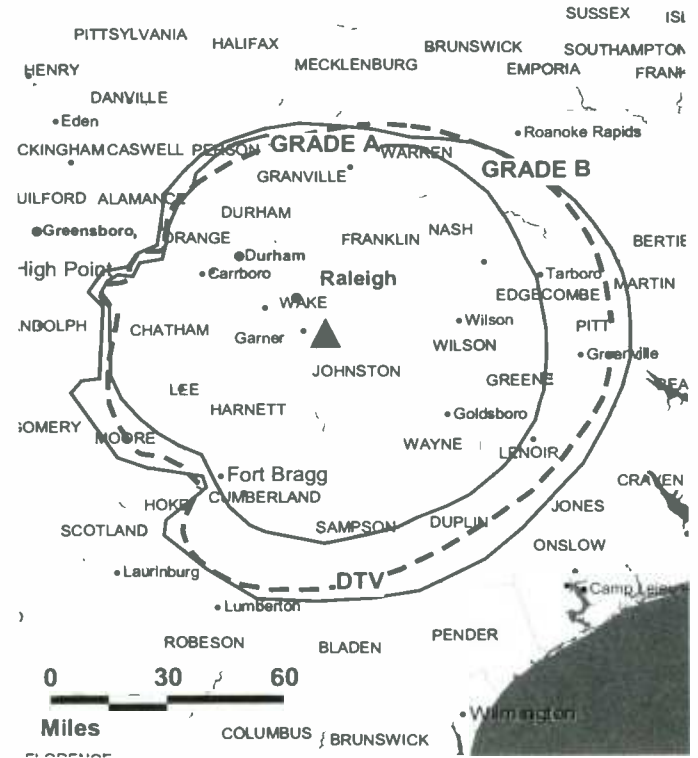 SUSSEX
PITTSYLVANIA
HALIFAX
BRUNSWICK
SOUTHAMPTON
MECKLENBURG
EMPORIA
HENRY
DANVILLE
Eden
Roanoke Rapids
CKINGHAM CASWELL PERSON
GRADE A
WARREN
GRANVILLE
GRADE B
ALAMANCE
DURHAM
Greensboro
ORANGE
FRANKLIN
NASH
BERTIE
Durham
High Point
Carrboro
Raleigh
Tarboro
MARTIN
EDGECOMBE
WAKE
CHATHAM
Garner
Wilson
PITT
WILSON
Greenville
JOHNSTON
LEE
GREENE
HARNETT
Goldsboro
MOORE
WAYNE
LENOIR
Fort Bragg
CRAVEN
HOKE
CUMBERLAND
JONES
SCOTLAND
SAMPSON
DUPLIN
ONSLOW
Laurinburg
DTV
Camp Lejeune
Lumberton
ROBESON
BLADEN
PENDER
0 30 60
Miles
Wilmington
COLUMBUS
BRUNSWICK